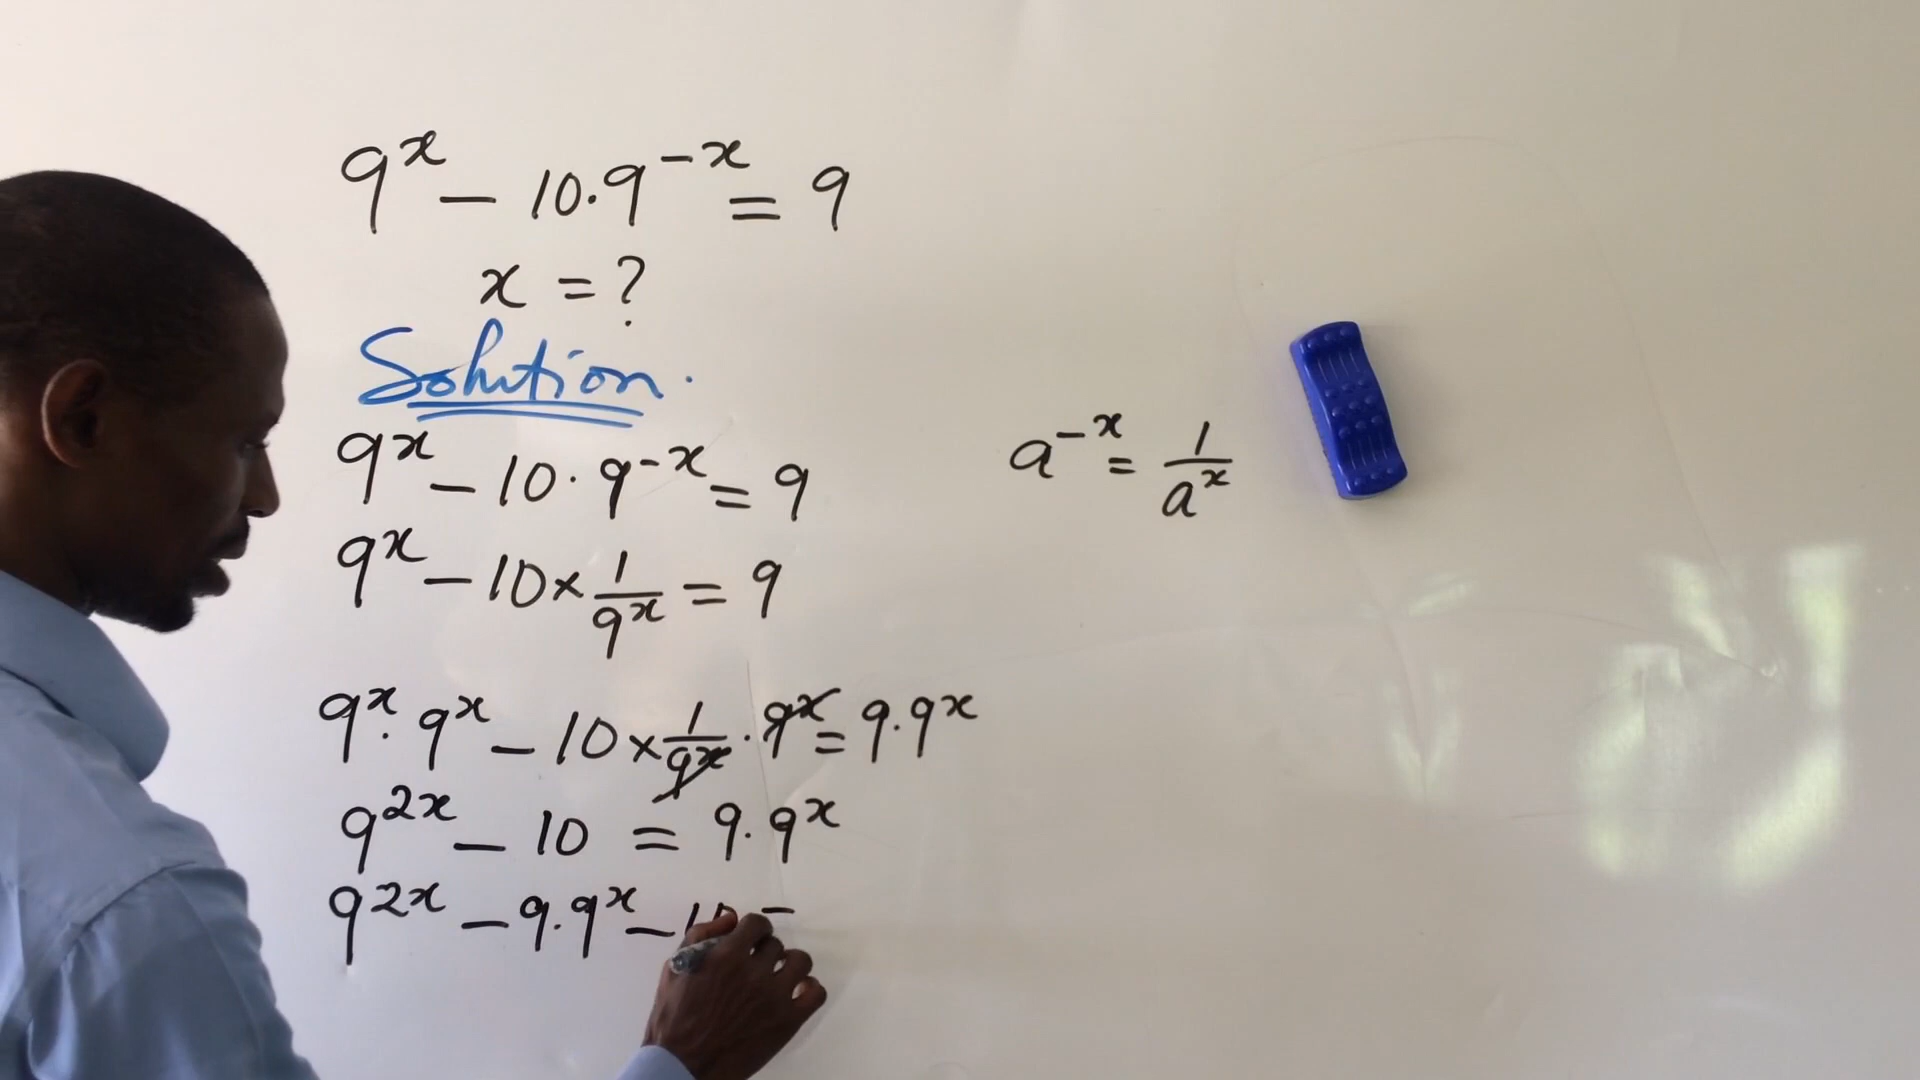 9^x - 10·9^-x = 9
x = ?
Solution.
9^x - 10·9^-x = 9
a^-x = 1/a^x
9^x - 10 × 1/9^x = 9
9^x · 9^x - 10 × 1/9^x · 9^x = 9·9^x
9^2x - 10 = 9·9^x
9^2x - 9·9^x -